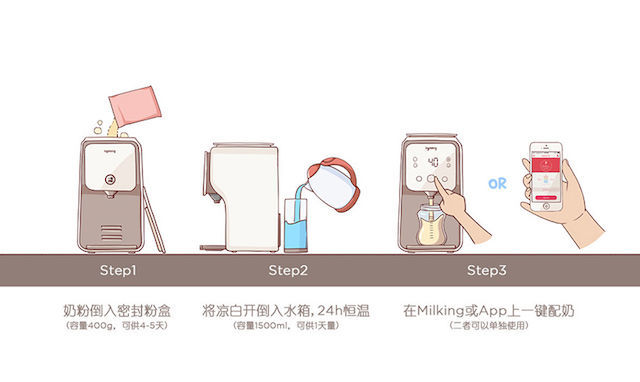 40
OR
Step1
Step2
Step3
奶粉倒入密封粉盒
(容量400g，可供4-5天)
将凉白开倒入水箱，24h恒温
(容量1500ml，可供1天量)
在Milking或App上一键配奶
(二者可以单独使用)